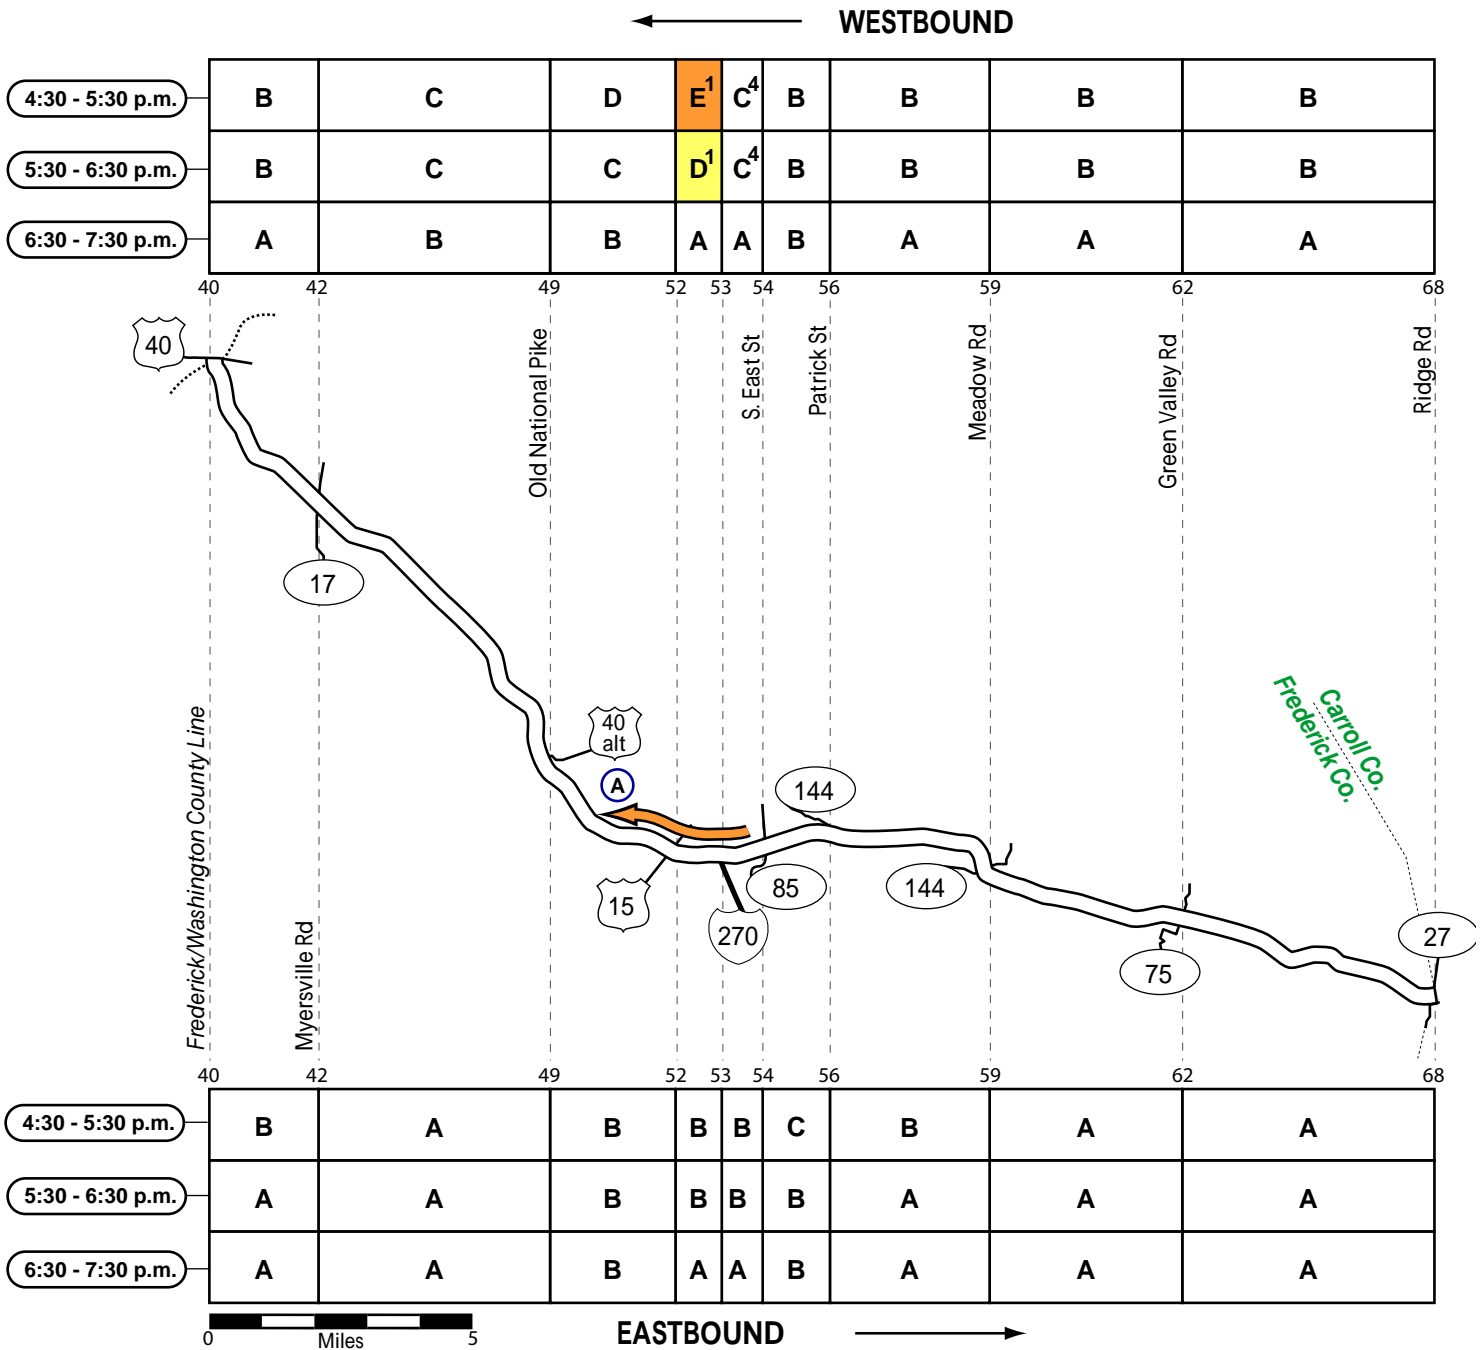 WESTBOUND
4:30 - 5:30 p.m. B C D E1 C4 B B B B
5:30 - 6:30 p.m. B C C D1 C4 B B B B
6:30 - 7:30 p.m. A B B A A B A A A
40 42 49 52 53 54 56 59 62 68
40
Old National Pike
S. East St
Patrick St
Meadow Rd
Green Valley Rd
Ridge Rd
17
Frederick/Washington County Line
Myersville Rd
40
alt
A
144
15
270
85
144
75
27
Carroll Co.
Frederick Co.
40 42 49 52 53 54 56 59 62 68
4:30 - 5:30 p.m. B A B B B C B A A
5:30 - 6:30 p.m. A A B B B B A A A
6:30 - 7:30 p.m. A A B A A B A A A
0 Miles 5
EASTBOUND